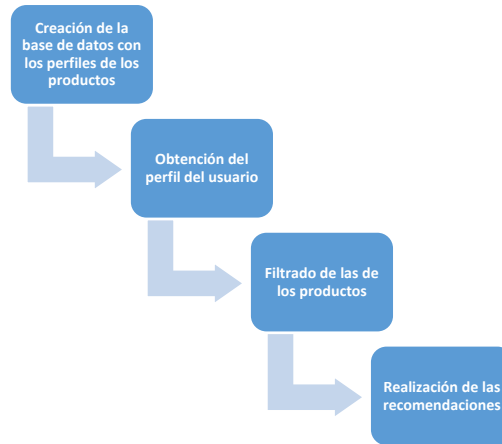 Creación de la
base de datos con
los perfiles de los
productos
Obtención del
perfil del usuario
Filtrado de las de
los productos
Realización de las
recomendaciones